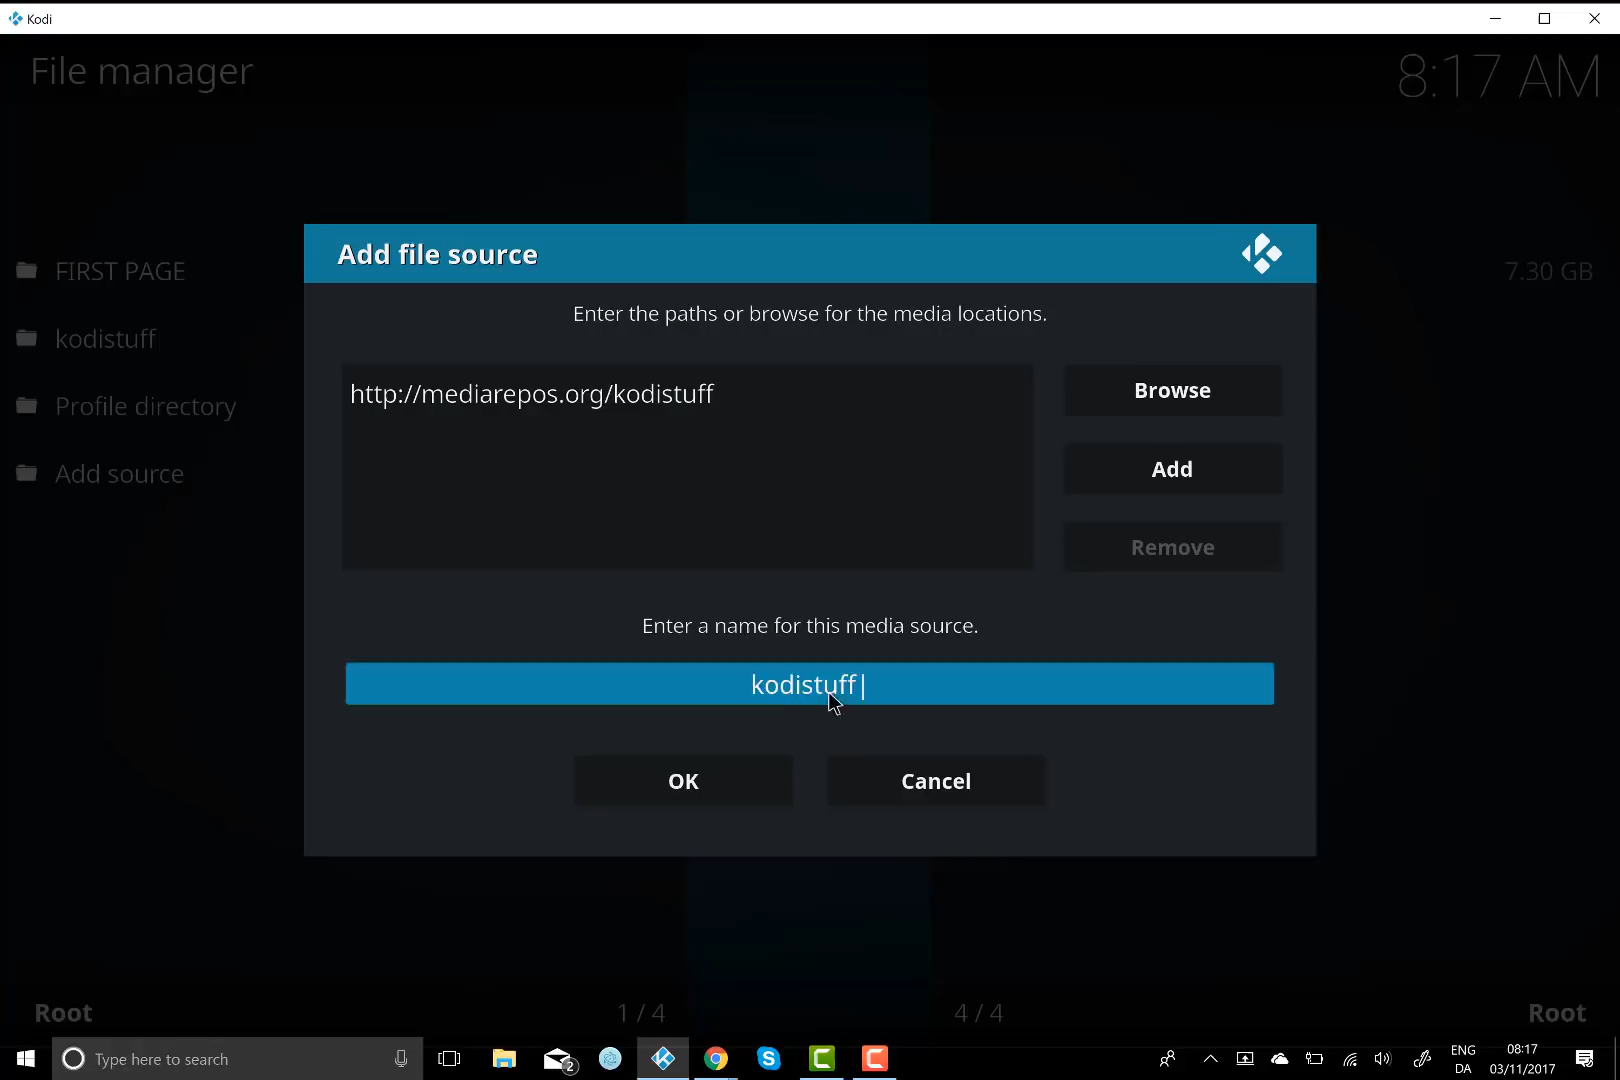 Kodi
File manager
8:17 AM
FIRST PAGE
7.30 GB
kodistuff
Profile directory
Add source
Add file source
Enter the paths or browse for the media locations.
http://mediarepos.org/kodistuff
Browse
Add
Remove
Enter a name for this media source.
kodistuff
OK
Cancel
Root
1 / 4
4 / 4
Root
Type here to search
2
ENG
DA
08:17
03/11/2017